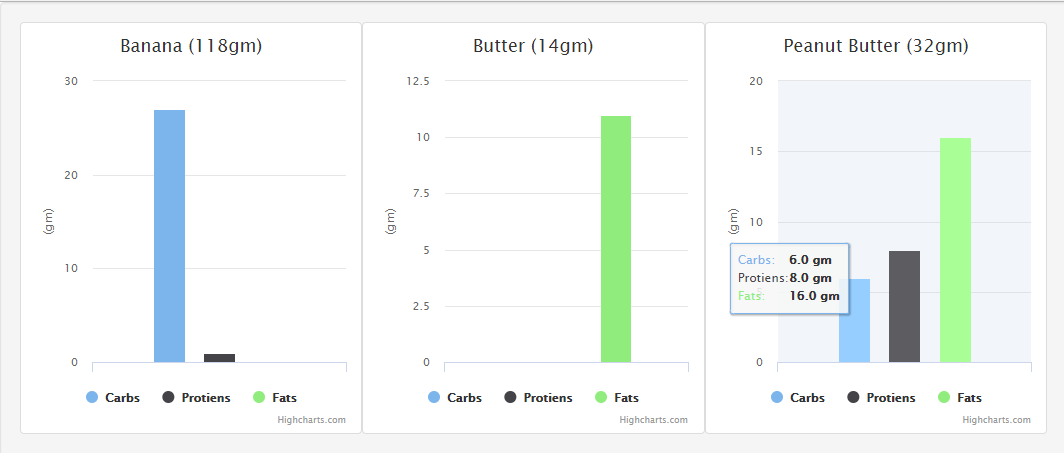 Banana (118gm)
30
20
10
0
(gm)
Carbs
Protiens
Fats
Highcharts.com
Butter (14gm)
12.5
10
7.5
5
2.5
0
(gm)
Carbs
Protiens
Fats
Highcharts.com
Peanut Butter (32gm)
20
15
10
5
0
(gm)
Carbs: 6.0 gm
Protiens: 8.0 gm
Fats: 16.0 gm
Carbs
Protiens
Fats
Highcharts.com